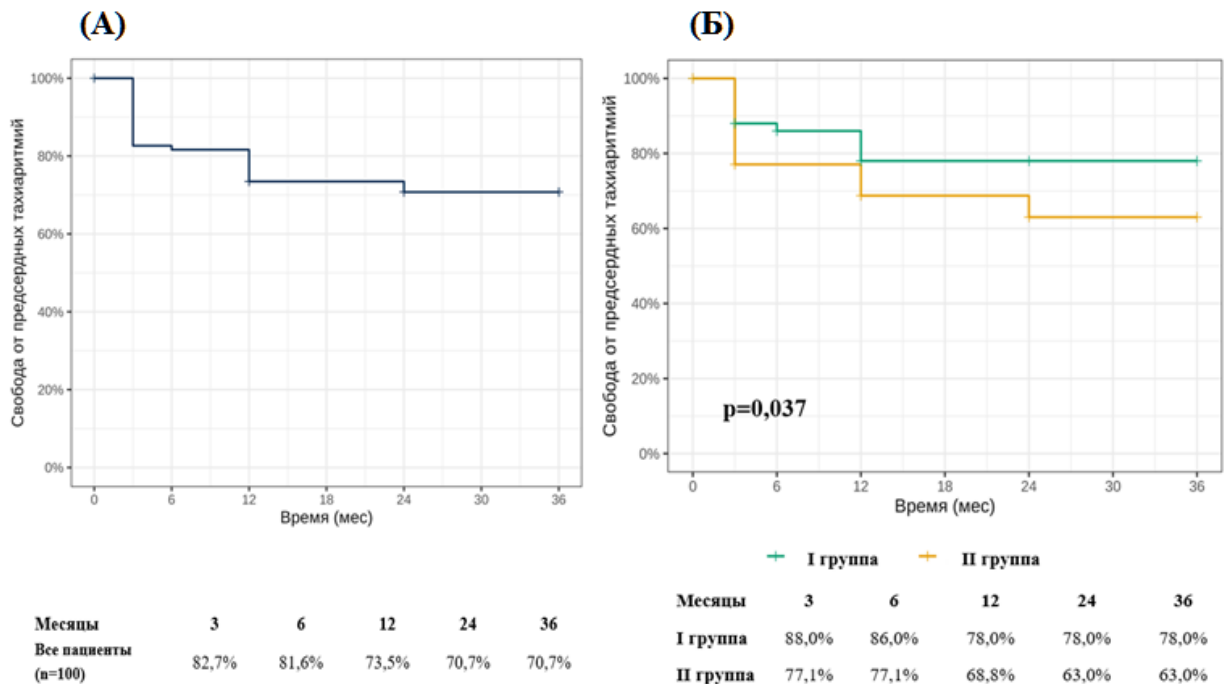 (А)
Свобода от предсердных тахиаритмий
100%
80%
60%
40%
20%
0%
0 6 12 18 24 30 36
Время (мес)
Месяцы 3 6 12 24 36
Все пациенты
(n=100) 82,7% 81,6% 73,5% 70,7% 70,7%
(Б)
Свобода от предсердных тахиаритмий
100%
80%
60%
40%
20%
0%
p=0,037
0 6 12 24 30 36
Время (мес)
I группа II группа
Месяцы 3 6 12 24 36
I группа 88,0% 86,0% 78,0% 78,0% 78,0%
II группа 77,1% 77,1% 68,8% 63,0% 63,0%